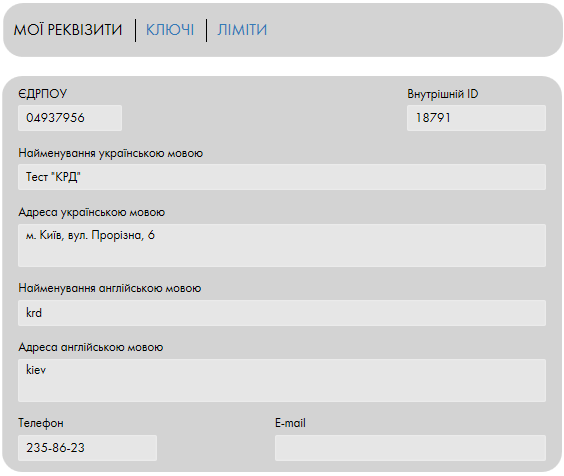 МОЇ РЕКВІЗИТИ КЛЮЧІ ЛІМІТИ
ЄДРПОУ Внутрішній ID
04937956 18791
Найменування українською мовою
Тест "КРД"
Адреса українською мовою
м. Київ, вул. Прорізна, 6
Найменування англійською мовою
krd
Адреса англійською мовою
kiev
Телефон E-mail
235-86-23